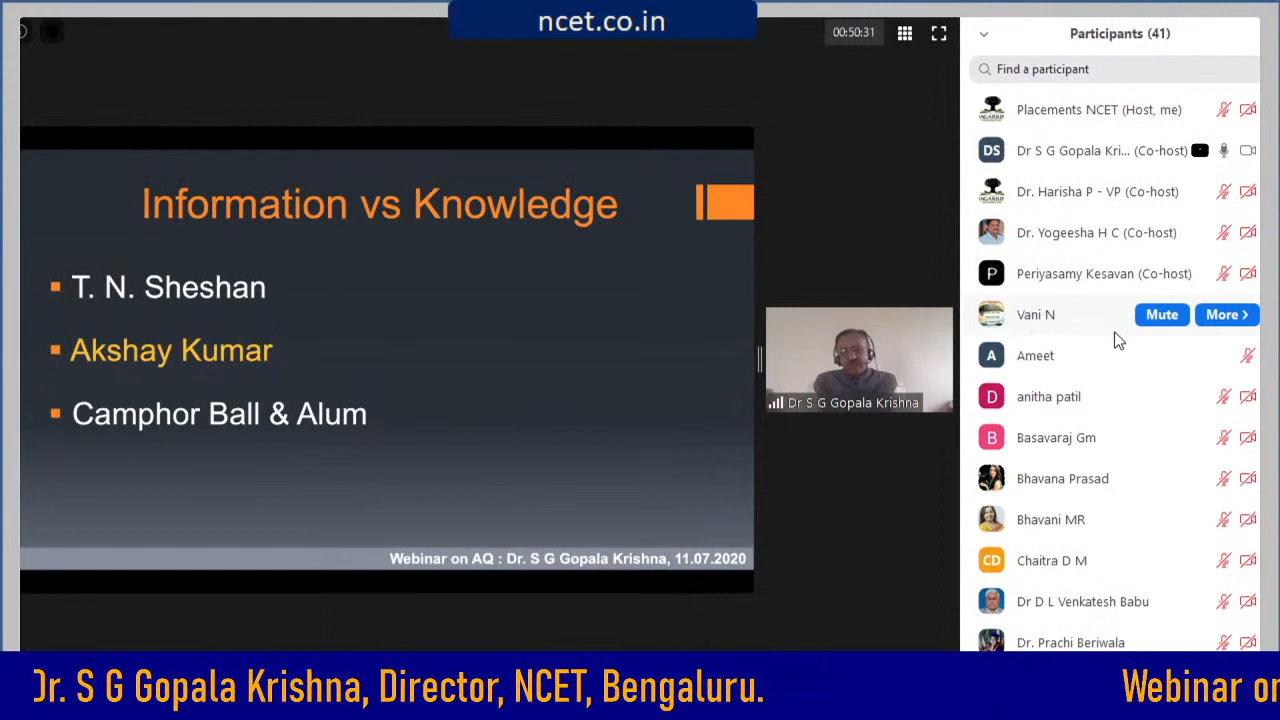 ncet.co.in
00:50:31
Information vs Knowledge
T. N. Sheshan
Akshay Kumar
Camphor Ball & Alum
Webinar on AQ : Dr. S G Gopala Krishna, 11.07.2020
Dr S G Gopala Krishna
Participants (41)
Find a participant
Placements NCET (Host, me)
DS Dr S G Gopala Kri... (Co-host)
Dr. Harisha P - VP (Co-host)
Dr. Yogeesha H C (Co-host)
P Periyasamy Kesavan (Co-host)
Vani N Mute More
A Ameet
D anitha patil
B Basavaraj Gm
Bhavana Prasad
Bhavani MR
CD Chaitra D M
Dr D L Venkatesh Babu
Dr. Prachi Beriwala
Dr. S G Gopala Krishna, Director, NCET, Bengaluru. Webinar on